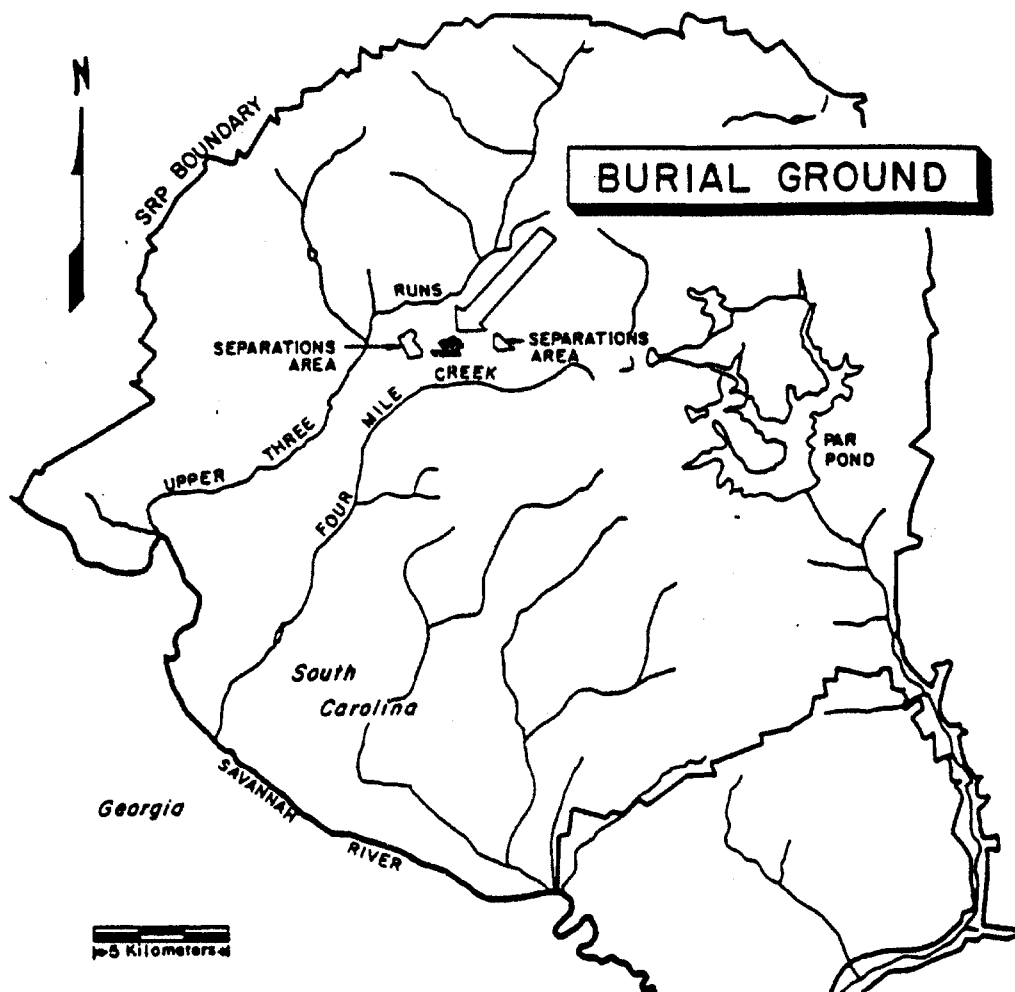 N
SRP BOUNDARY
BURIAL GROUND
RUNS
SEPARATIONS
AREA
SEPARATIONS
AREA
CREEK
MILE
THREE
UPPER
FOUR
PAR
POND
South
Carolina
SAVANNAH
RIVER
Georgia
5 Kilometers